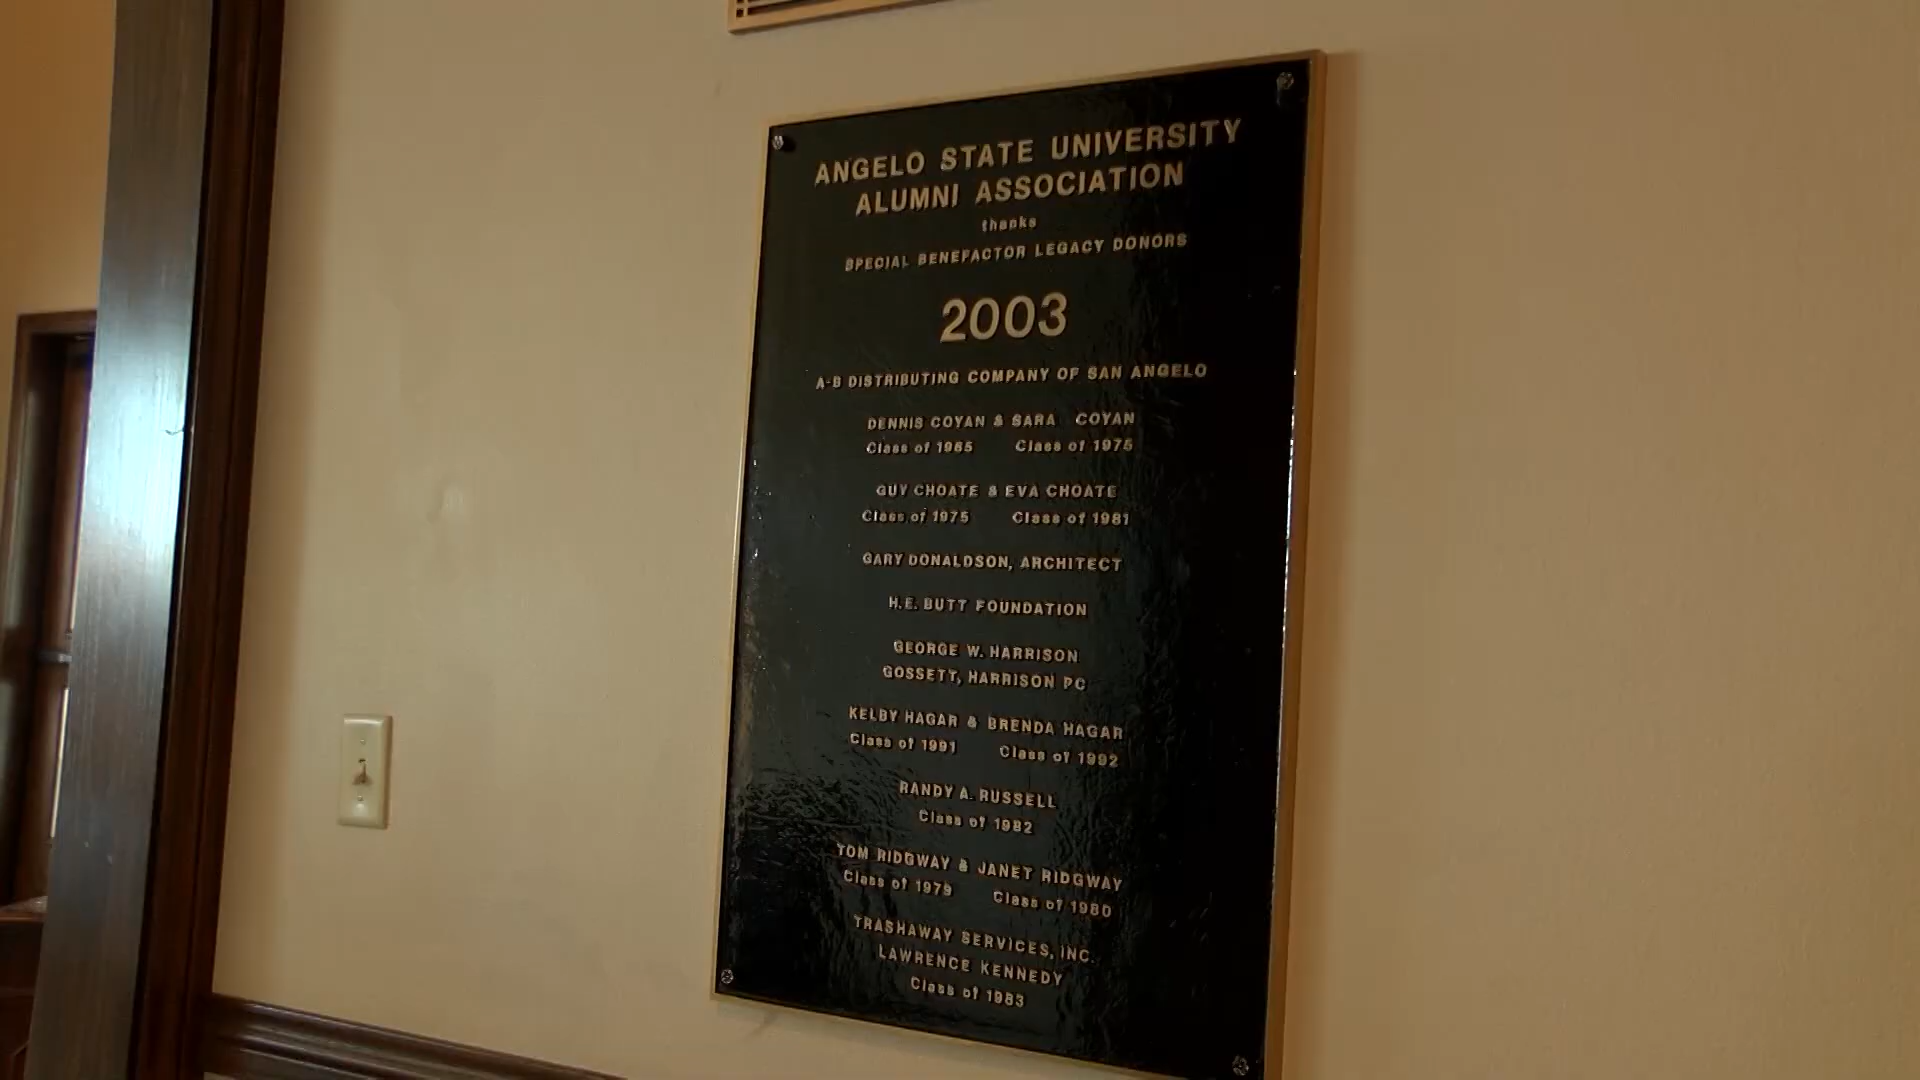 ANGELO STATE UNIVERSITY
ALUMNI ASSOCIATION
thanks
SPECIAL BENEFACTOR LEGACY DONORS
2003
A-B DISTRIBUTING COMPANY OF SAN ANGELO
DENNIS COYAN & SARA COYAN
Class of 1965 Class of 1975
GUY CHOATE & EVA CHOATE
Class of 1975 Class of 1981
GARY DONALDSON, ARCHITECT
H.E. BUTT FOUNDATION
GEORGE W. HARRISON
GOSSETT, HARRISON PC
KELBY HAGAR & BRENDA HAGAR
Class of 1991 Class of 1992
RANDY A. RUSSELL
Class of 1982
TOM RIDGWAY & JANET RIDGWAY
Class of 1979 Class of 1980
TRASHAWAY SERVICES, INC.
LAWRENCE KENNEDY
Class of 1983